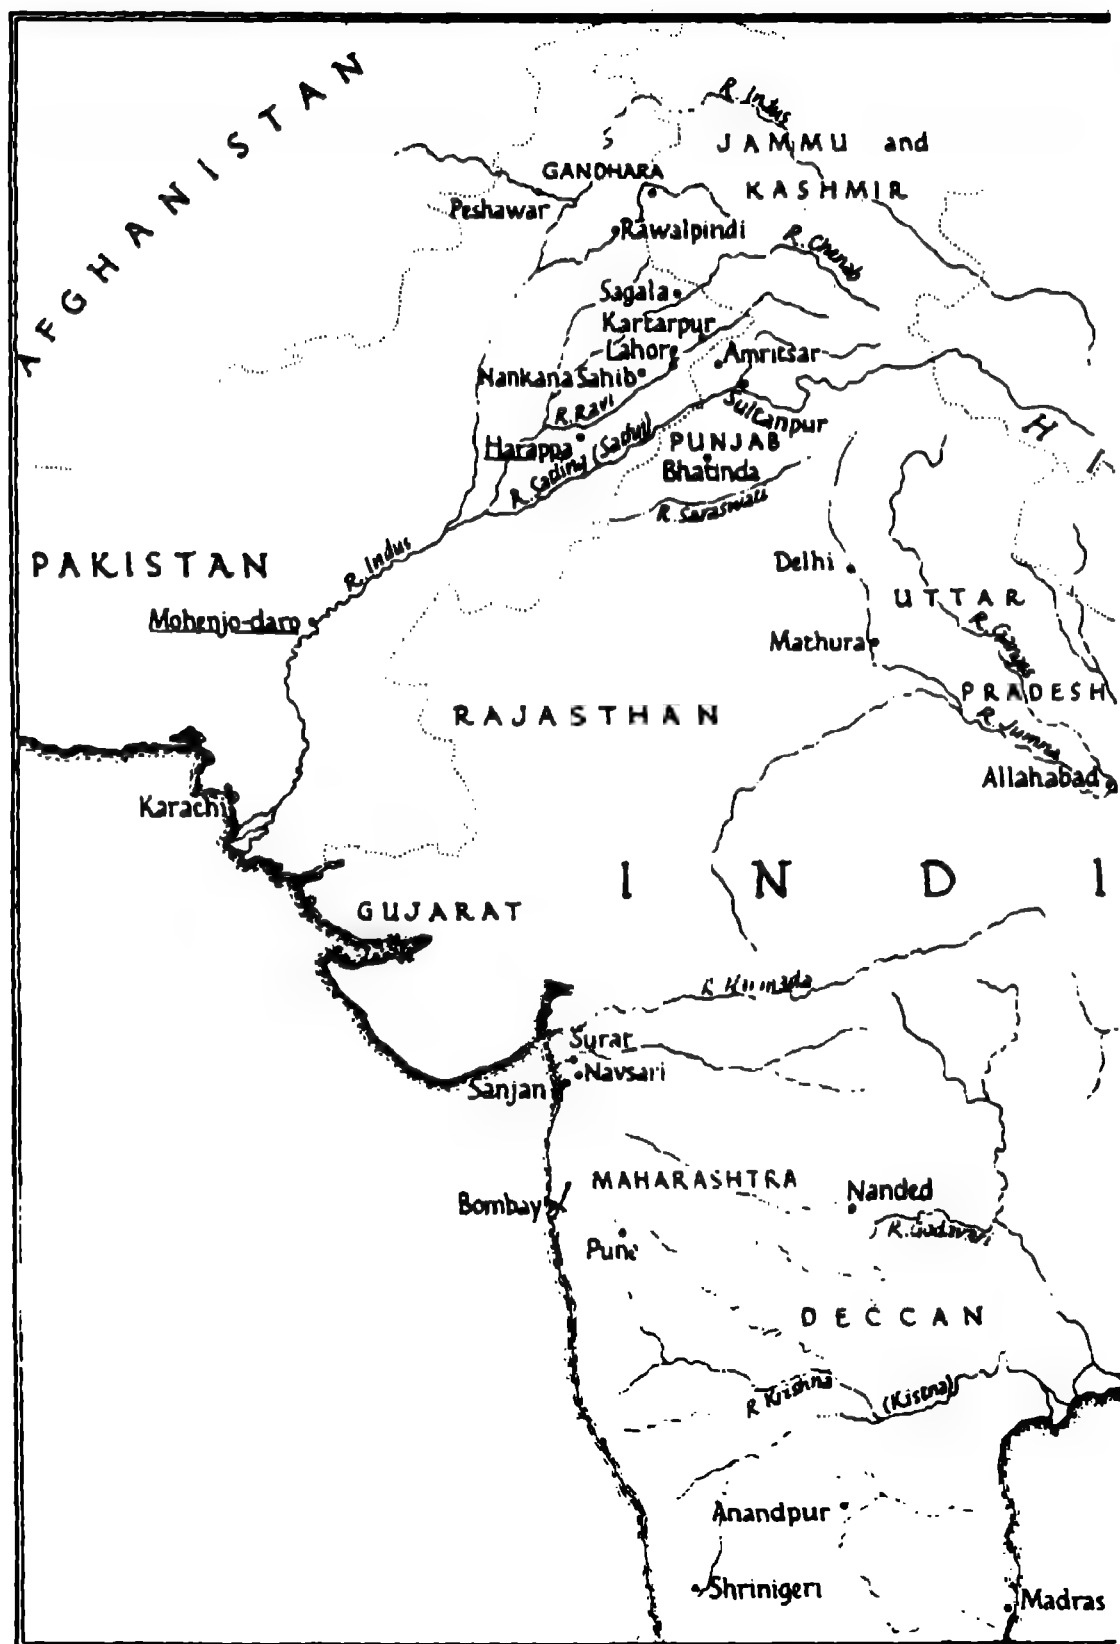 AFGHANISTAN
R. Indus
JAMMU and
KASHMIR
GANDHARA
Peshawar
Rawalpindi
R. Chenab
Sagala
Kartarpur
Lahore
Amritsar
Nankana Sahib
R. Ravi
Sultanpur
Harappa
PUNJAB
R. Satling (Satluj)
Bhatinda
R. Saraswati
R. Indus
PAKISTAN
Delhi
UTTAR
Mohenjo-daro
R. Ganges
Mathura
PRADESH
RAJASTHAN
R. Jumna
Allahabad
Karachi
INDI
GUJARAT
Surat
Navsari
Sanjan
MAHARASHTRA
Nanded
Bombay
R. Godavari
Pune
DECCAN
R Krishna
(Kistna)
Anandpur
Shrinigeri
Madras